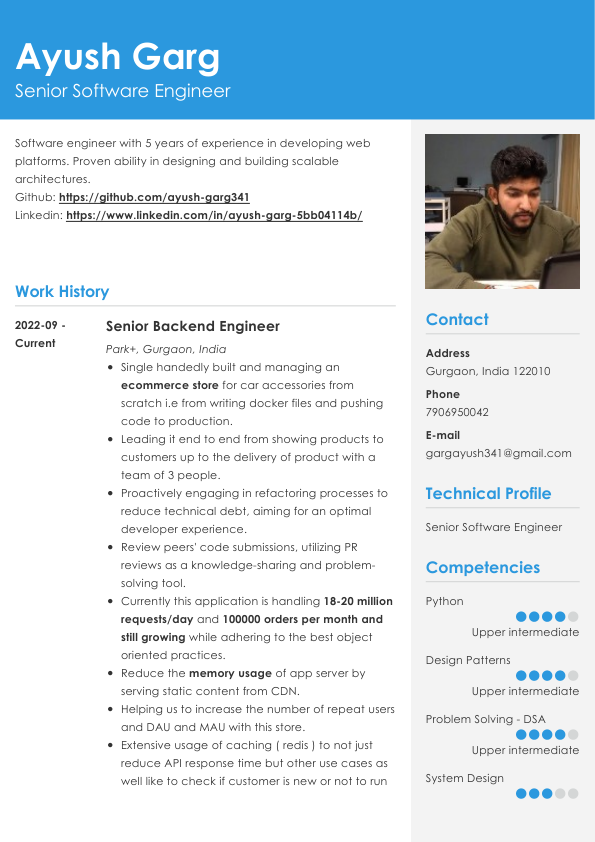 Ayush Garg
Senior Software Engineer
Software engineer with 5 years of experience in developing web
platforms. Proven ability in designing and building scalable
architectures.
Github: https://github.com/ayush-garg341
Linkedin: https://www.linkedin.com/in/ayush-garg-5bb04114b/
Work History
2022-09 -
Current
Senior Backend Engineer
Park+, Gurgaon, India
• Single handedly built and managing an
ecommerce store for car accessories from
scratch i.e from writing docker files and pushing
code to production.
• Leading it end to end from showing products to
customers up to the delivery of product with a
team of 3 people.
• Proactively engaging in refactoring processes to
reduce technical debt, aiming for an optimal
developer experience.
• Review peers' code submissions, utilizing PR
reviews as a knowledge-sharing and problem-
solving tool.
• Currently this application is handling 18-20 million
requests/day and 100000 orders per month and
still growing while adhering to the best object
oriented practices.
• Reduce the memory usage of app server by
serving static content from CDN.
• Helping us to increase the number of repeat users
and DAU and MAU with this store.
• Extensive usage of caching ( redis ) to not just
reduce API response time but other use cases as
well like to check if customer is new or not to run
Contact
Address
Gurgaon, India 122010
Phone
7906950042
E-mail
gargayush341@gmail.com
Technical Profile
Senior Software Engineer
Competencies
Python
Upper intermediate
Design Patterns
Upper intermediate
Problem Solving - DSA
Upper intermediate
System Design